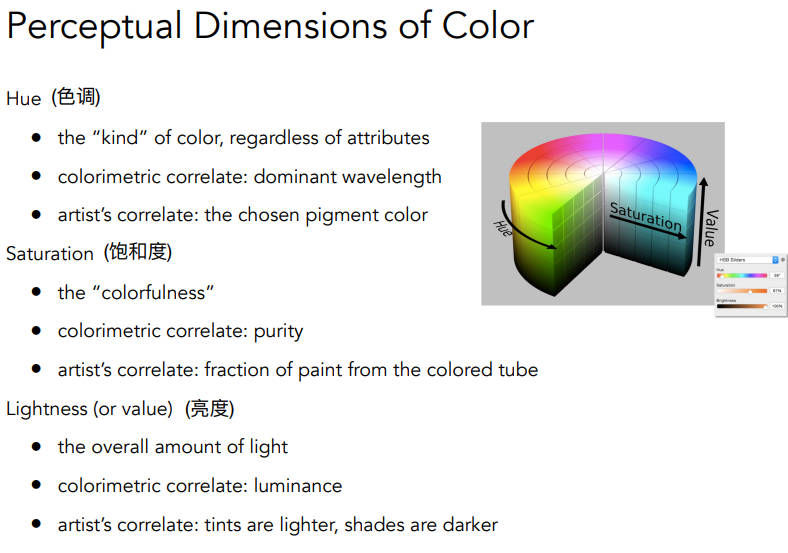 Perceptual Dimensions of Color
Hue (色调)
• the “kind” of color, regardless of attributes
• colorimetric correlate: dominant wavelength
• artist’s correlate: the chosen pigment color
Saturation (饱和度)
• the “colorfulness”
• colorimetric correlate: purity
• artist’s correlate: fraction of paint from the colored tube
Lightness (or value) (亮度)
• the overall amount of light
• colorimetric correlate: luminance
• artist’s correlate: tints are lighter, shades are darker
Hue
Saturation
Value
HSB Sliders
Hue
Saturation
Brightness
100%